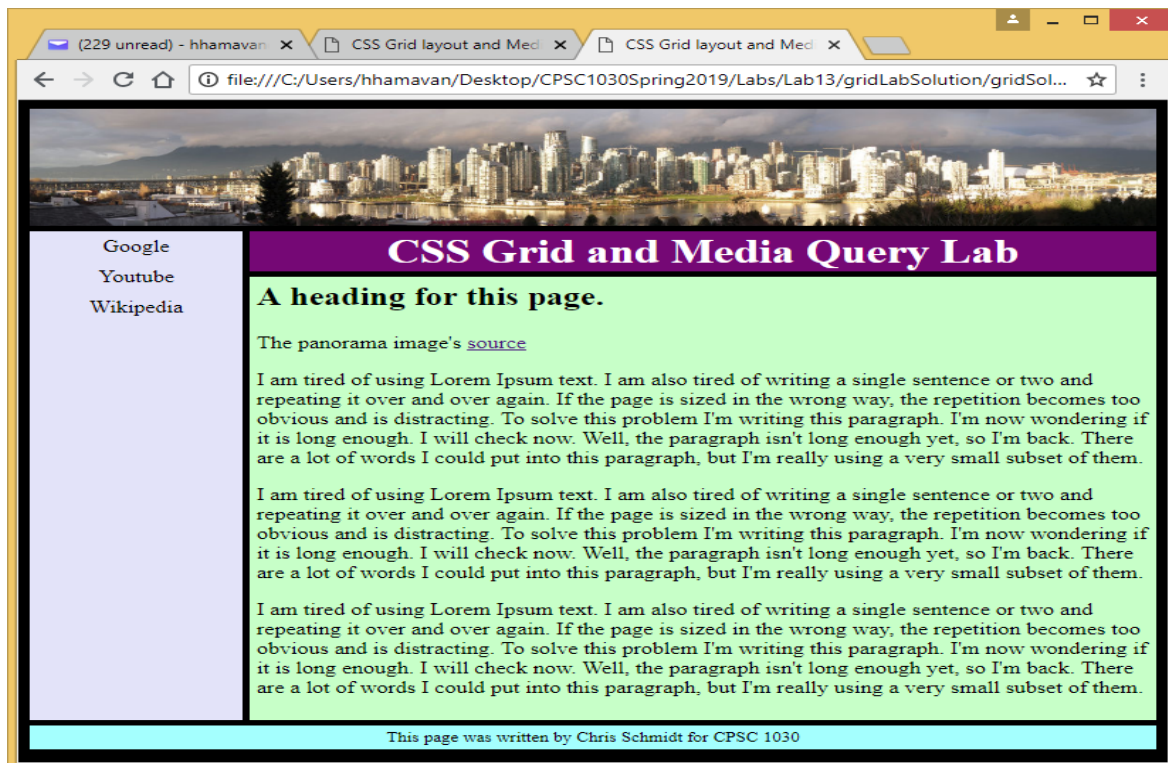 (229 unread) - hhamavan
CSS Grid layout and Med
CSS Grid layout and Med
file:///C:/Users/hhamavan/Desktop/CPSC1030Spring2019/Labs/Lab13/gridLabSolution/gridSol...
Google
Youtube
Wikipedia
CSS Grid and Media Query Lab
A heading for this page.
The panorama image's source
I am tired of using Lorem Ipsum text. I am also tired of writing a single sentence or two and
repeating it over and over again. If the page is sized in the wrong way, the repetition becomes too
obvious and is distracting. To solve this problem I'm writing this paragraph. I'm now wondering if
it is long enough. I will check now. Well, the paragraph isn't long enough yet, so I'm back. There
are a lot of words I could put into this paragraph, but I'm really using a very small subset of them.
I am tired of using Lorem Ipsum text. I am also tired of writing a single sentence or two and
repeating it over and over again. If the page is sized in the wrong way, the repetition becomes too
obvious and is distracting. To solve this problem I'm writing this paragraph. I'm now wondering if
it is long enough. I will check now. Well, the paragraph isn't long enough yet, so I'm back. There
are a lot of words I could put into this paragraph, but I'm really using a very small subset of them.
I am tired of using Lorem Ipsum text. I am also tired of writing a single sentence or two and
repeating it over and over again. If the page is sized in the wrong way, the repetition becomes too
obvious and is distracting. To solve this problem I'm writing this paragraph. I'm now wondering if
it is long enough. I will check now. Well, the paragraph isn't long enough yet, so I'm back. There
are a lot of words I could put into this paragraph, but I'm really using a very small subset of them.
This page was written by Chris Schmidt for CPSC 1030